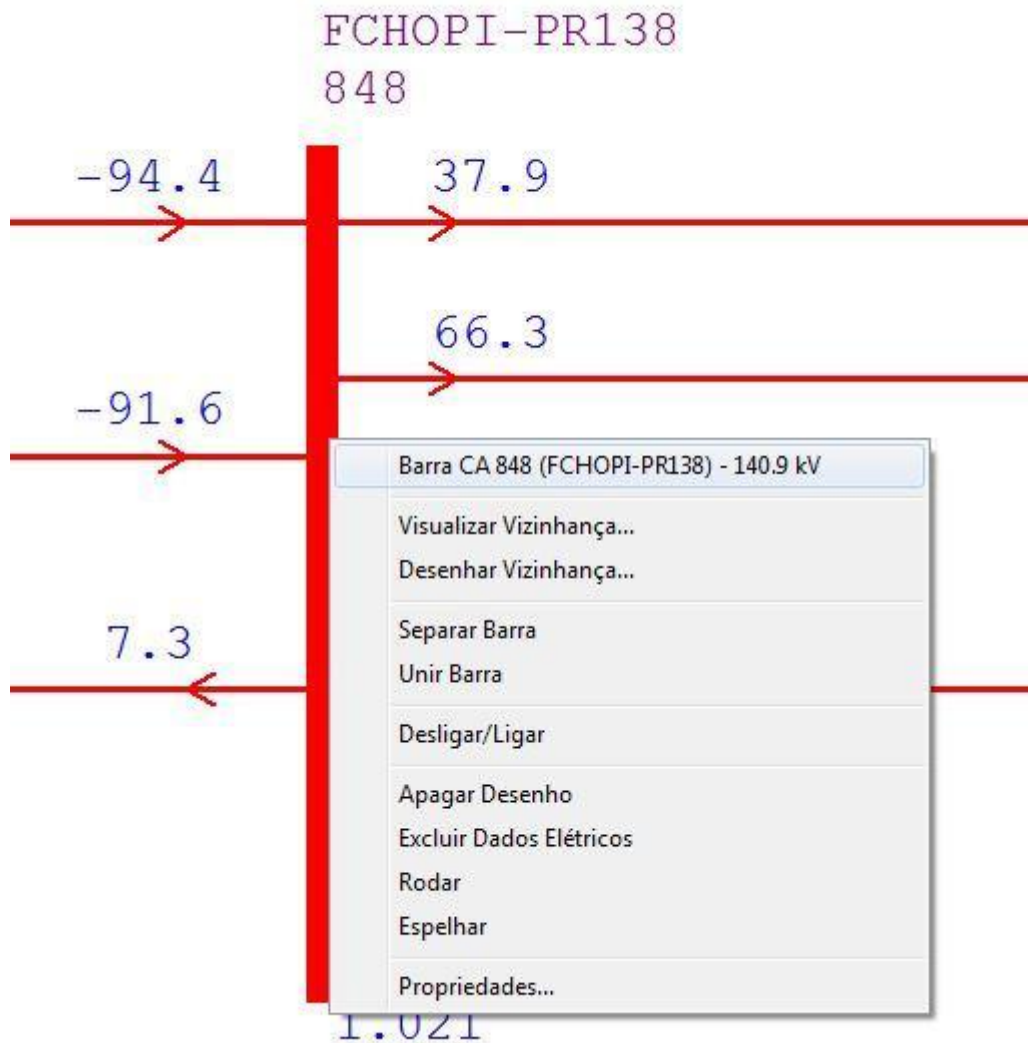 FCHOPI-PR138
848
-94.4
37.9
66.3
-91.6
Barra CA 848 (FCHOPI-PR138) - 140.9 kV
Visualizar Vizinhança...
Desenhar Vizinhança...
7.3
Separar Barra
Unir Barra
Desligar/Ligar
Apagar Desenho
Excluir Dados Elétricos
Rodar
Espelhar
Propriedades...
1.021